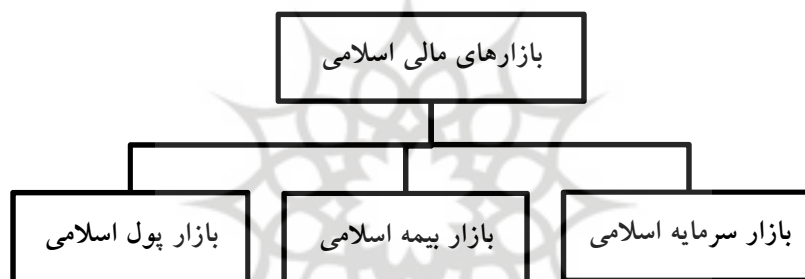 بازارهای مالی اسلامی
بازار سرمایه اسلامی
بازار بیمه اسلامی
بازار پول اسلامی